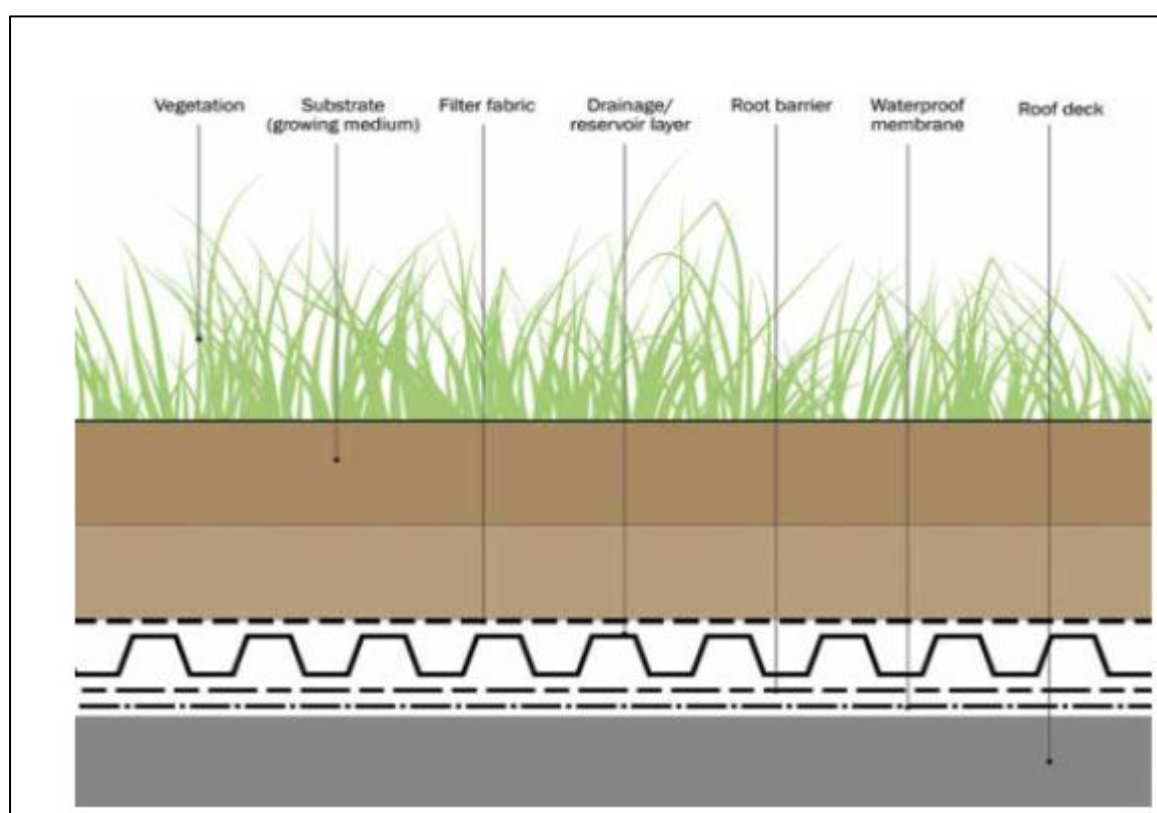 Vegetation
Substrate
(growing medium)
Filter fabric
Drainage/
reservoir layer
Root barrier
Waterproof
membrane
Roof deck